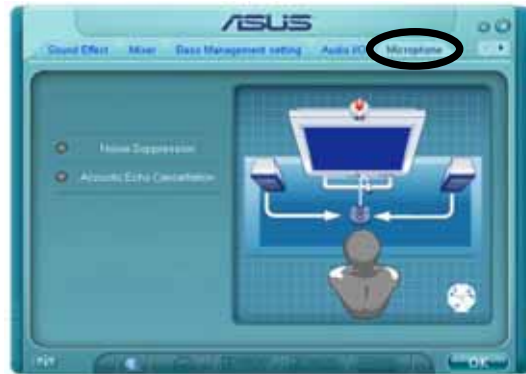 ASUS
Sound Effect Mixer Bass Management setting Audio I/O Microphone
Noise Suppression
Acoustic Echo Cancellation
OK